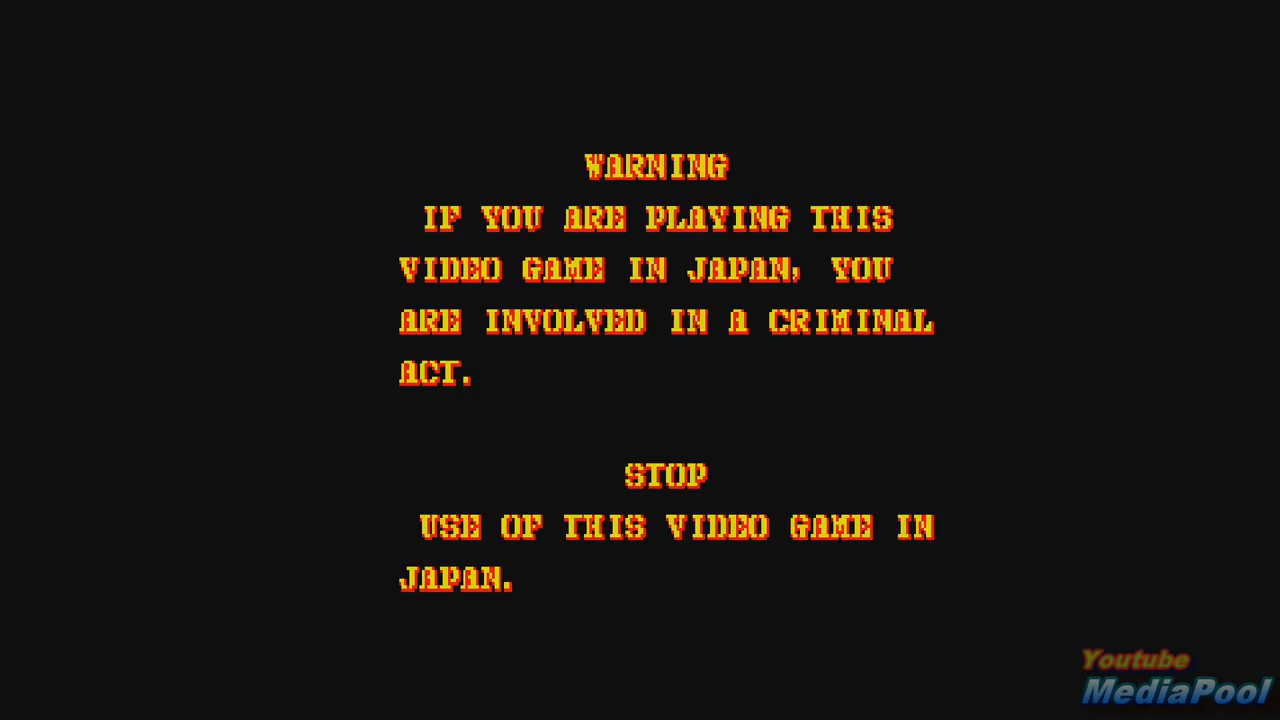 WARNING
IF YOU ARE PLAYING THIS
VIDEO GAME IN JAPAN, YOU
ARE INVOLVED IN A CRIMINAL
ACT.
STOP
USE OF THIS VIDEO GAME IN
JAPAN.
Youtube
MediaPool